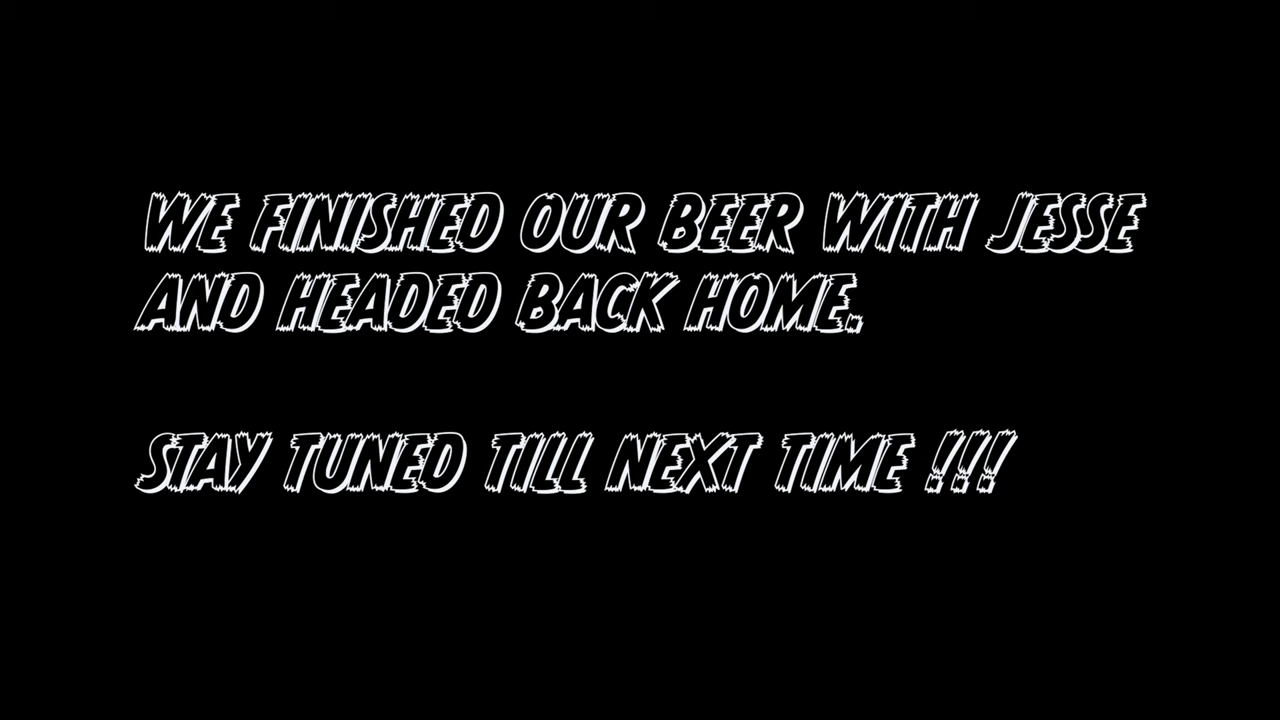 WE FINISHED OUR BEER WITH JESSE
AND HEADED BACK HOME.
STAY TUNED TILL NEXT TIME !!!